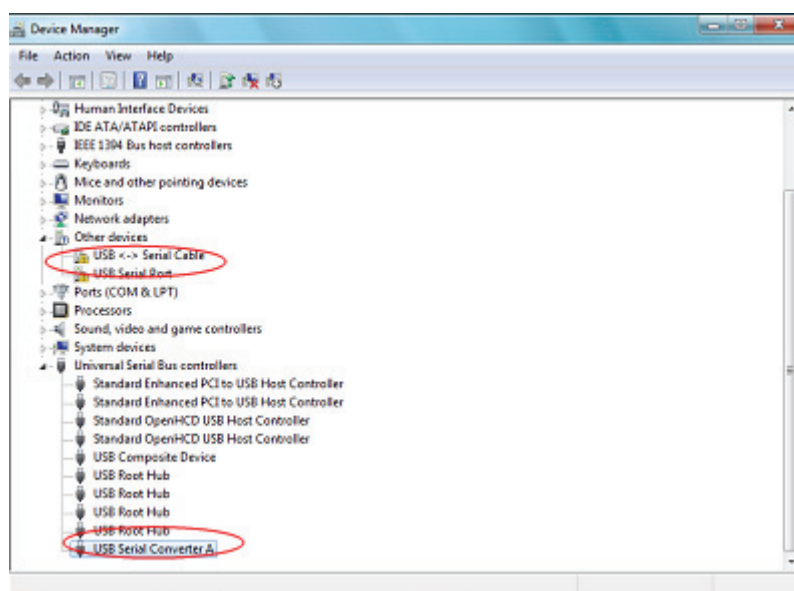 Device Manager
File Action View Help
Human Interface Devices
IDE ATA/ATAPI controllers
IEEE 1394 Bus host controllers
Keyboards
Mice and other pointing devices
Monitors
Network adapters
Other devices
USB <-> Serial Cable
USB Serial Port
Ports (COM & LPT)
Processors
Sound, video and game controllers
System devices
Universal Serial Bus controllers
Standard Enhanced PCI to USB Host Controller
Standard Enhanced PCI to USB Host Controller
Standard OpenHCD USB Host Controller
Standard OpenHCD USB Host Controller
USB Composite Device
USB Root Hub
USB Root Hub
USB Root Hub
USB Root Hub
USB Serial Converter A